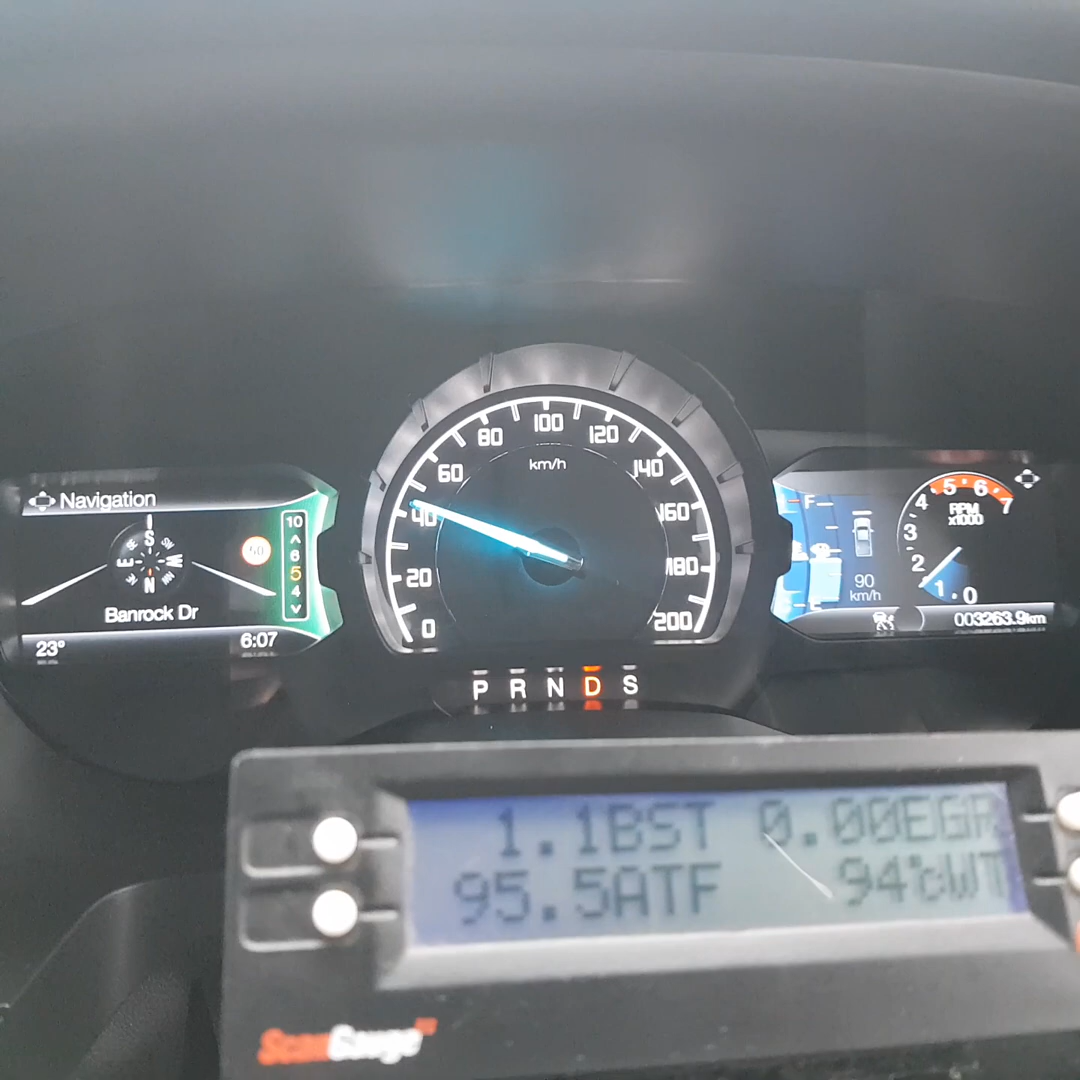 Navigation
S
E
W
N
50
10
6
5
4
Banrock Dr
23°
6:07
0
20
40
60
80
100
120
140
160
180
200
km/h
P R N D S
F
E
90
km/h
RPM
x1000
0
1
2
3
4
5
6
7
003263.9km
1.1BST 0.00EGR
95.5ATF 94°cWT
ScanGauge